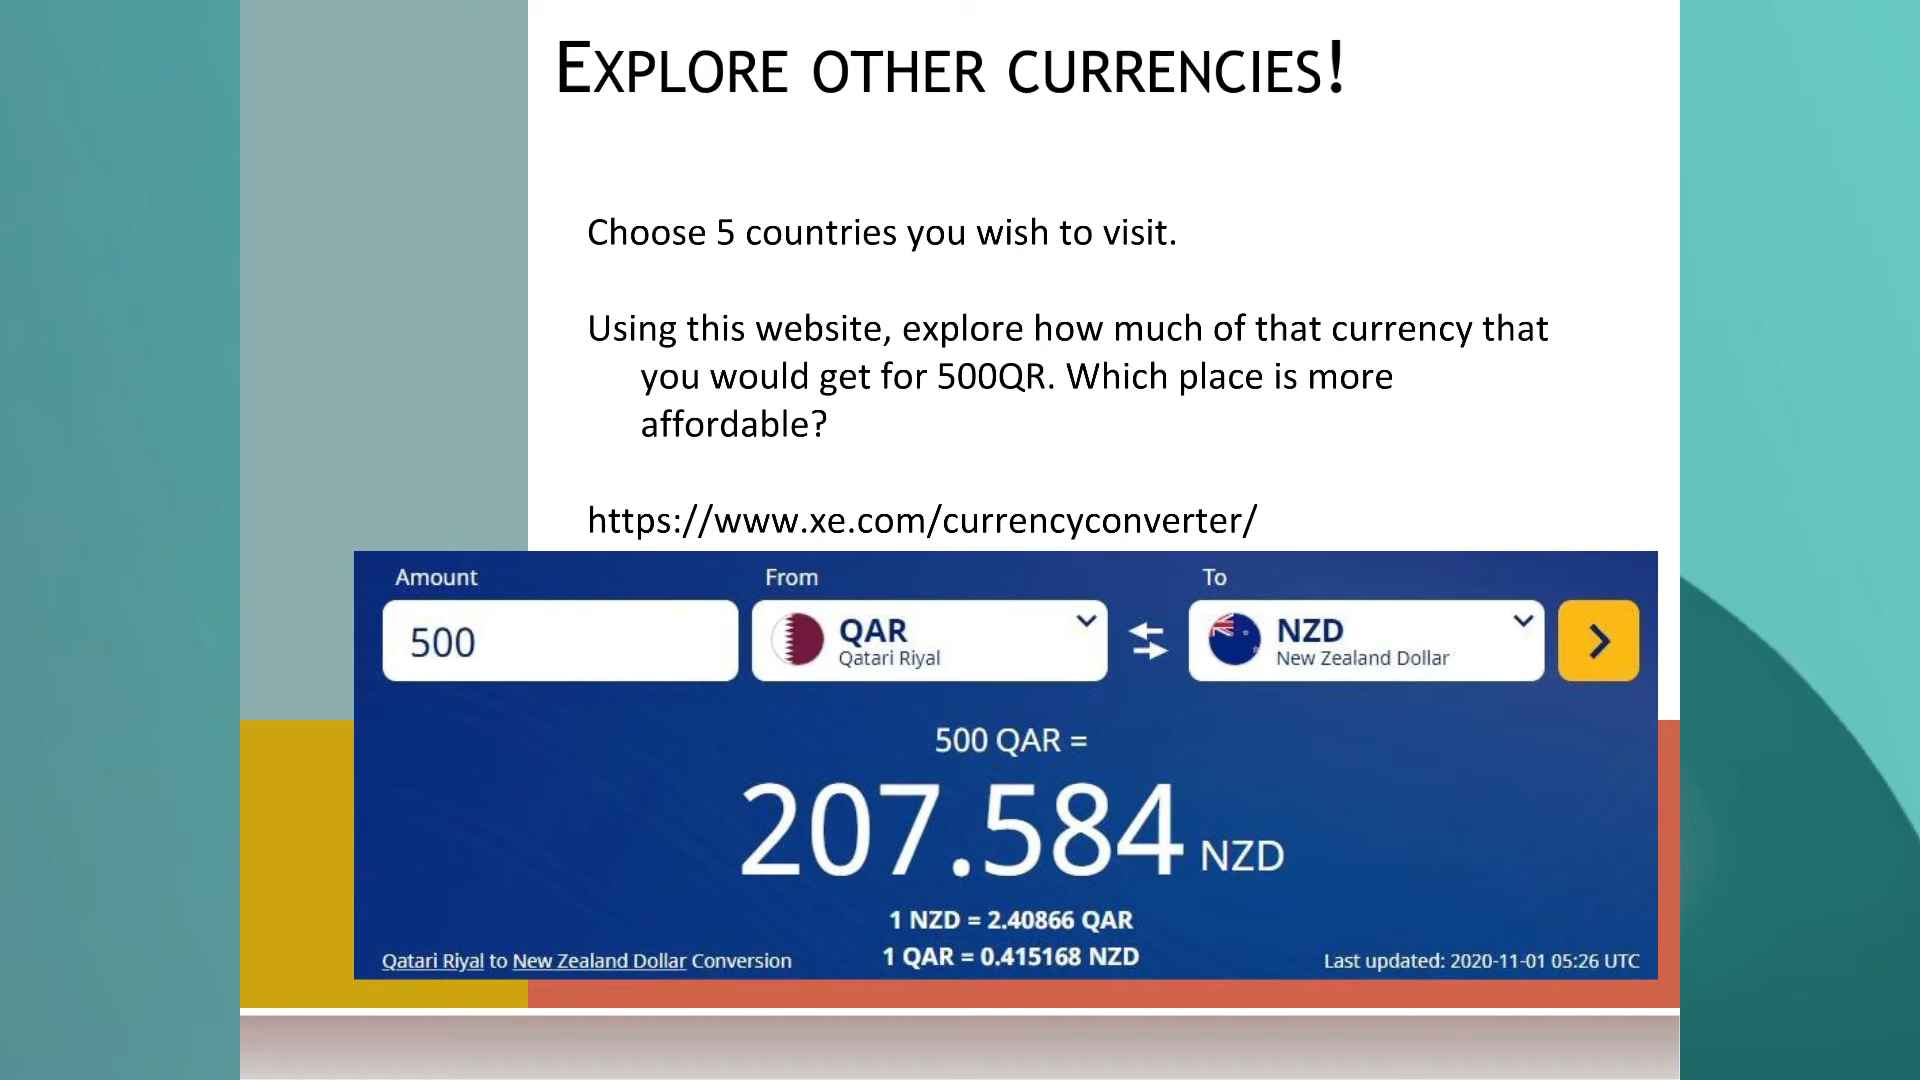 EXPLORE OTHER CURRENCIES!
Choose 5 countries you wish to visit.
Using this website, explore how much of that currency that
you would get for 500QR. Which place is more
affordable?
https://www.xe.com/currencyconverter/
Amount From To
500 QAR NZD
Qatari Riyal New Zealand Dollar
500 QAR =
207.584 NZD
1 NZD = 2.40866 QAR
1 QAR = 0.415168 NZD
Qatari Riyal to New Zealand Dollar Conversion
Last updated: 2020-11-01 05:26 UTC